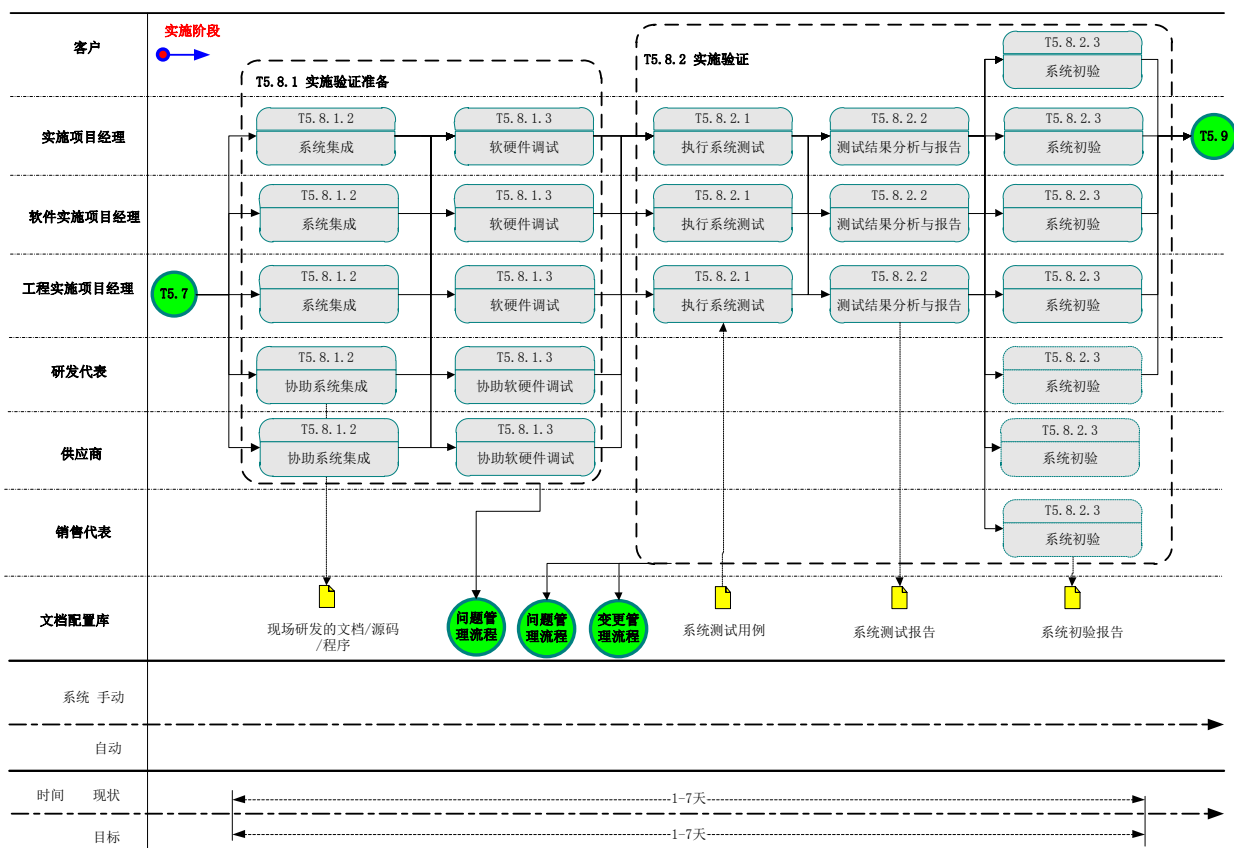 客户
实施阶段
T5.8.1 实施验证准备
T5.8.2 实施验证
T5.8.2.3
系统初验
实施项目经理
T5.8.1.2
系统集成
T5.8.1.3
软硬件调试
T5.8.2.1
执行系统测试
T5.8.2.2
测试结果分析与报告
T5.8.2.3
系统初验
T5.9
软件实施项目经理
T5.8.1.2
系统集成
T5.8.1.3
软硬件调试
T5.8.2.1
执行系统测试
T5.8.2.2
测试结果分析与报告
T5.8.2.3
系统初验
工程实施项目经理
T5.7
T5.8.1.2
系统集成
T5.8.1.3
软硬件调试
T5.8.2.1
执行系统测试
T5.8.2.2
测试结果分析与报告
T5.8.2.3
系统初验
研发代表
T5.8.1.2
协助系统集成
T5.8.1.3
协助软硬件调试
T5.8.2.3
系统初验
供应商
T5.8.1.2
协助系统集成
T5.8.1.3
协助软硬件调试
T5.8.2.3
系统初验
销售代表
T5.8.2.3
系统初验
文档配置库
现场研发的文档/源码
/程序
问题管
理流程
问题管
理流程
变更管
理流程
系统测试用例
系统测试报告
系统初验报告
系统 手动
自动
时间 现状
1-7天
目标
1-7天